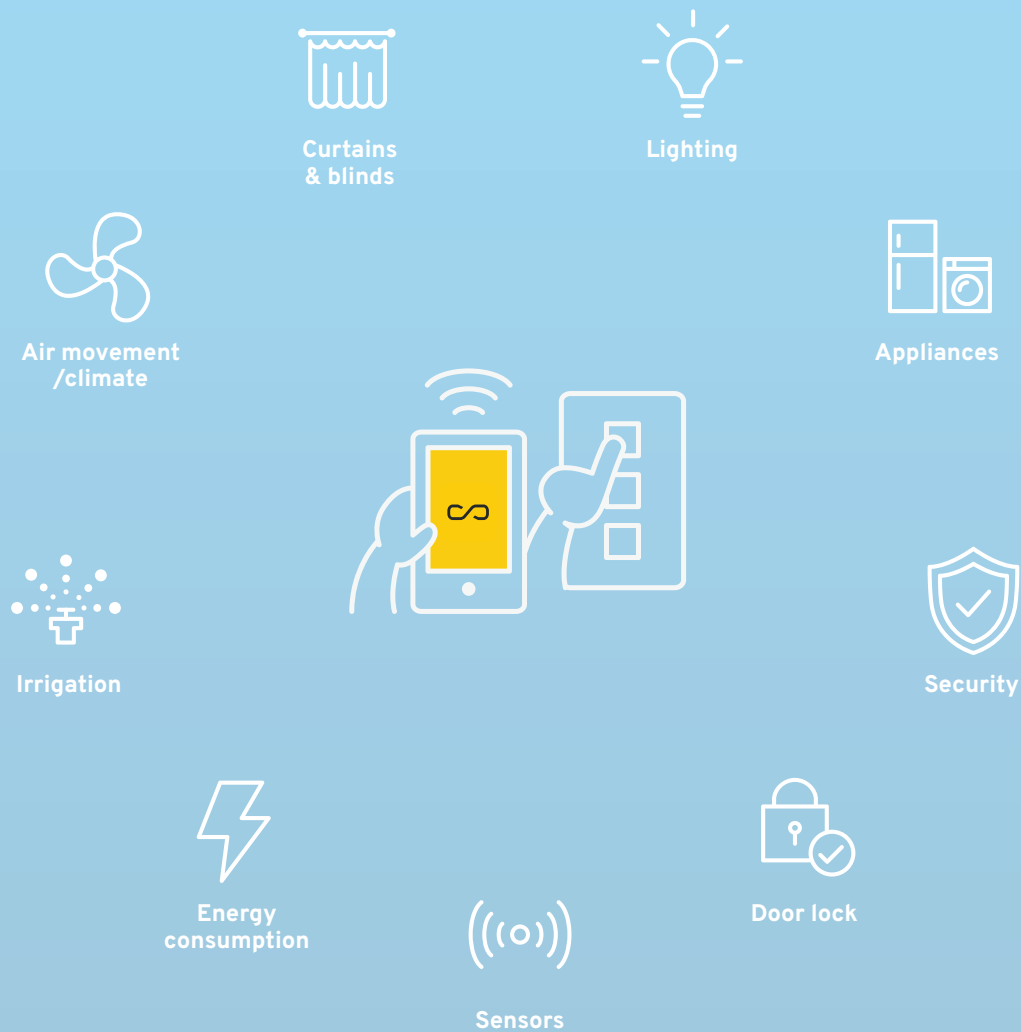 Curtains
& blinds
Lighting
Air movement
/climate
Appliances
Irrigation
Security
Energy
consumption
Door lock
Sensors